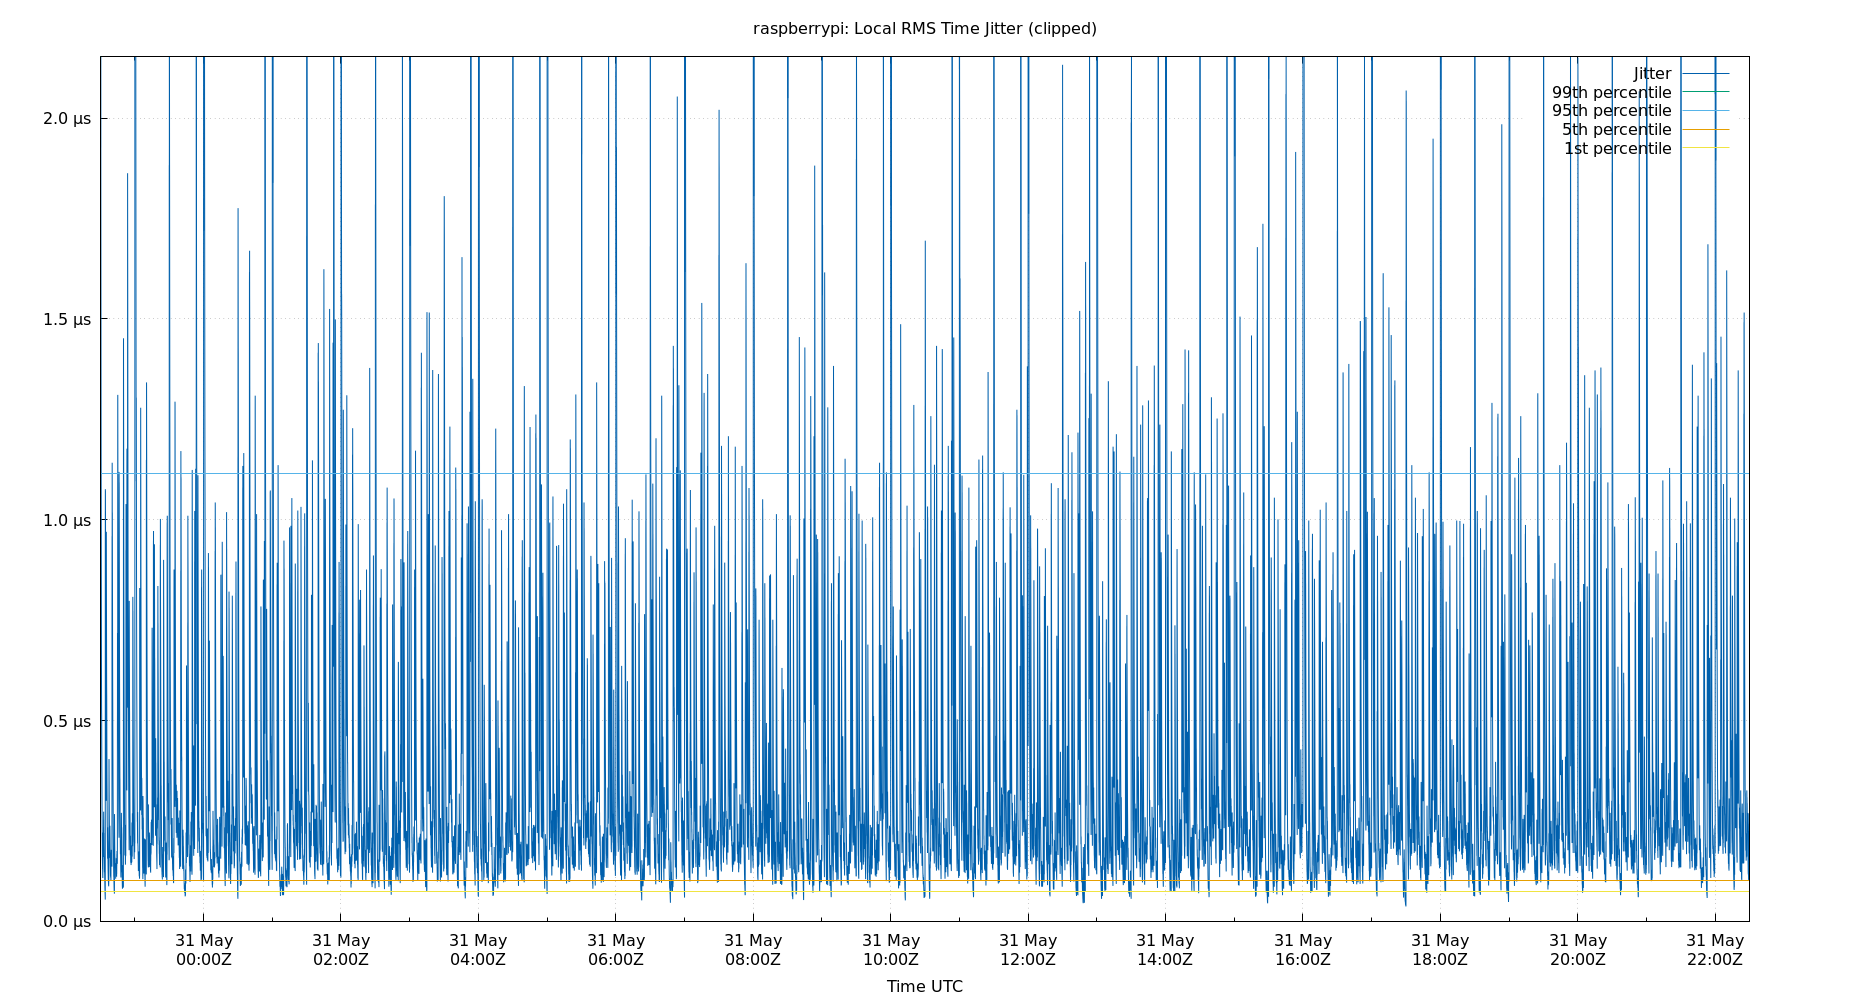 raspberrypi: Local RMS Time Jitter (clipped)
Jitter
99th percentile
95th percentile
5th percentile
1st percentile
2.0 µs
1.5 µs
1.0 µs
0.5 µs
0.0 µs
31 May 31 May 31 May 31 May 31 May 31 May 31 May 31 May 31 May 31 May 31 May 31 May
00:00Z 02:00Z 04:00Z 06:00Z 08:00Z 10:00Z 12:00Z 14:00Z 16:00Z 18:00Z 20:00Z 22:00Z
Time UTC